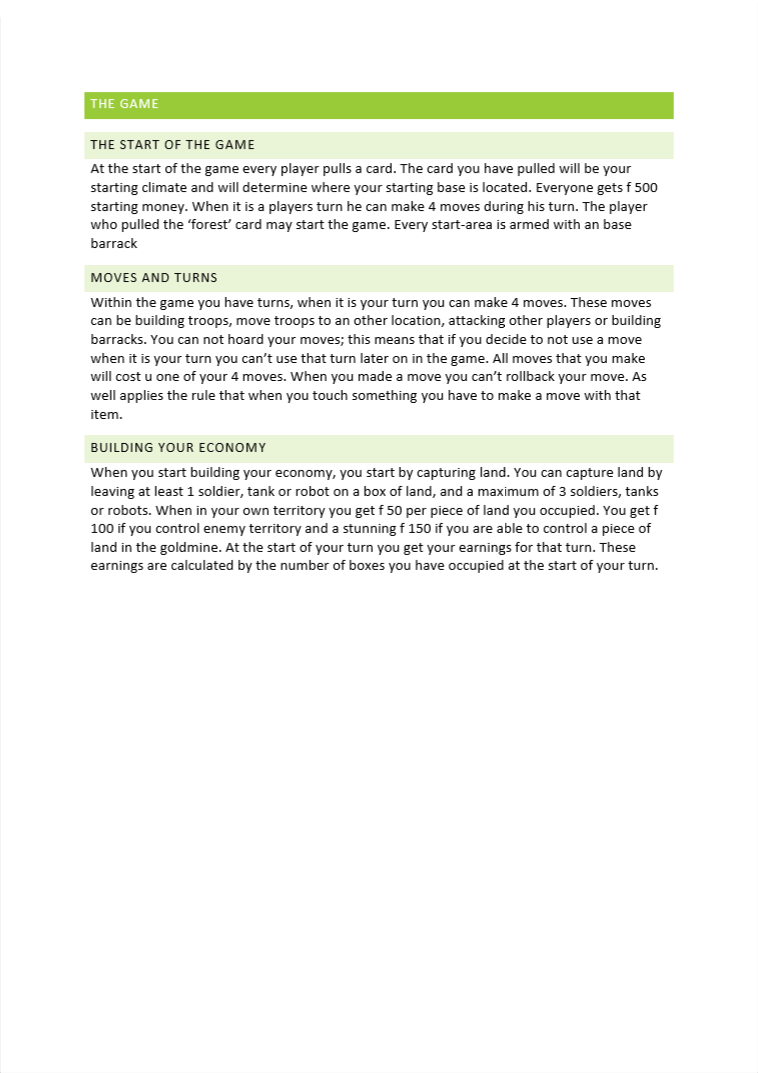 THE GAME
THE START OF THE GAME
At the start of the game every player pulls a card. The card you have pulled will be your
starting climate and will determine where your starting base is located. Everyone gets f 500
starting money. When it is a players turn he can make 4 moves during his turn. The player
who pulled the ‘forest’ card may start the game. Every start-area is armed with an base
barrack
MOVES AND TURNS
Within the game you have turns, when it is your turn you can make 4 moves. These moves
can be building troops, move troops to an other location, attacking other players or building
barracks. You can not hoard your moves; this means that if you decide to not use a move
when it is your turn you can’t use that turn later on in the game. All moves that you make
will cost u one of your 4 moves. When you made a move you can’t rollback your move. As
well applies the rule that when you touch something you have to make a move with that
item.
BUILDING YOUR ECONOMY
When you start building your economy, you start by capturing land. You can capture land by
leaving at least 1 soldier, tank or robot on a box of land, and a maximum of 3 soldiers, tanks
or robots. When in your own territory you get f 50 per piece of land you occupied. You get f
100 if you control enemy territory and a stunning f 150 if you are able to control a piece of
land in the goldmine. At the start of your turn you get your earnings for that turn. These
earnings are calculated by the number of boxes you have occupied at the start of your turn.